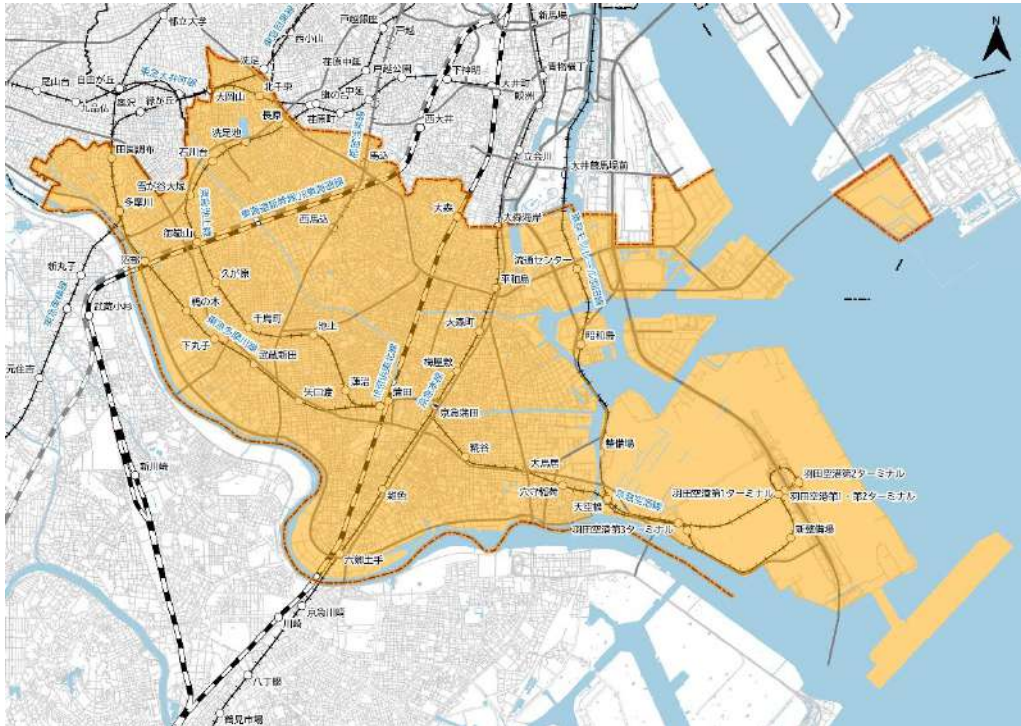 都立大学
西小山
戸越銀座
戸越
新馬場
N
洗足
荏原中延
戸越公園
下神明
青物横丁
尾山台
自由が丘
東急大井町線
北千束
中延
大井町
鮫洲
九品仏
奥沢
緑が丘
大岡山
旗の台
荏原町
西大井
長原
洗足池
立会川
田園調布
石川台
馬込
大井競馬場前
雪が谷大塚
多摩川
大森
大森海岸
御嶽山
西馬込
東京モノレール羽田線
流通センター
沼部
新丸子
久が原
平和島
武蔵小杉
鵜の木
千鳥町
池上
大森町
昭和島
下丸子
東急多摩川線
武蔵新田
梅屋敷
元住吉
矢口渡
蓮沼
蒲田
京急本線
京急蒲田
整備場
糀谷
大鳥居
新川崎
雑色
穴守稲荷
天空橋
京急空港線
羽田空港第2ターミナル
羽田空港第1ターミナル
羽田空港第1・第2ターミナル
羽田空港第3ターミナル
新整備場
六郷土手
京急川崎
川崎
八丁畷
鶴見市場